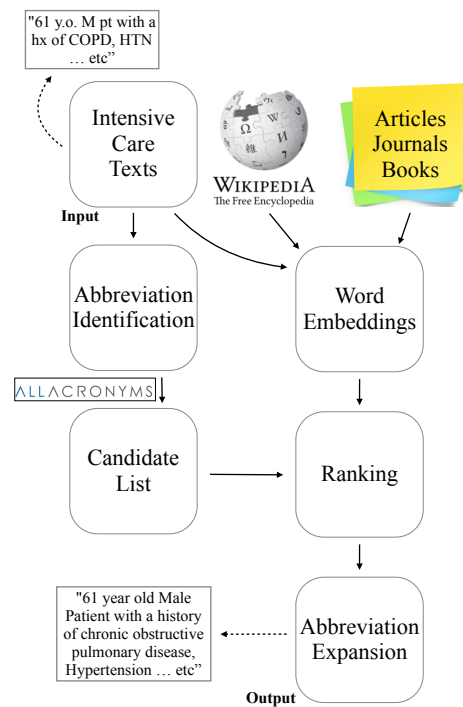 "61 y.o. M pt with a
hx of COPD, HTN
… etc”
Intensive
Care
Texts
Input
Ω
W
И
WIKIPEDIA
The Free Encyclopedia
Articles
Journals
Books
Abbreviation
Identification
Word
Embeddings
ALLACRONYMS
Candidate
List
Ranking
"61 year old Male
Patient with a history
of chronic obstructive
pulmonary disease,
Hypertension … etc”
Abbreviation
Expansion
Output